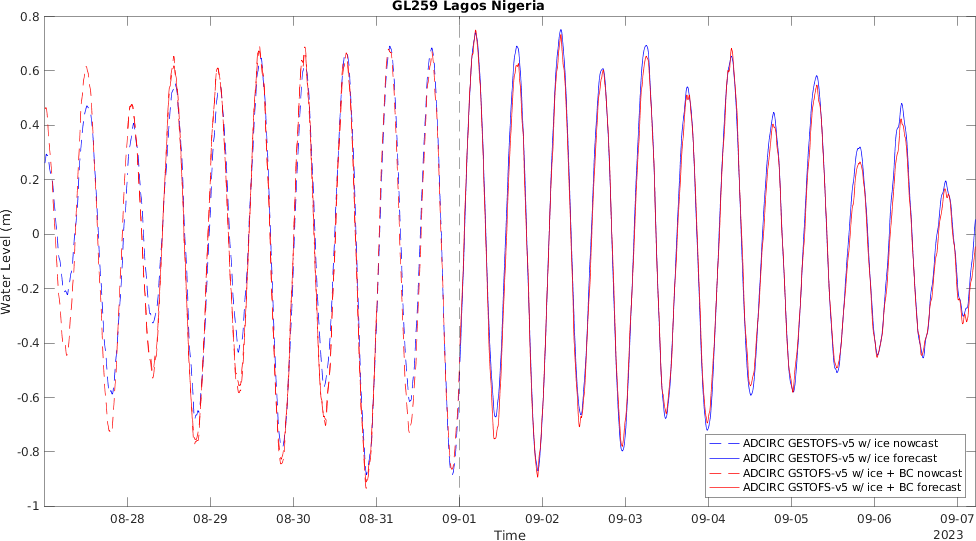 GL259 Lagos Nigeria
0.8
0.6
0.4
0.2
0
-0.2
-0.4
-0.6
-0.8
-1
Water Level (m)
ADCIRC GESTOFS-v5 w/ ice nowcast
ADCIRC GESTOFS-v5 w/ ice forecast
ADCIRC GSTOFS-v5 w/ ice + BC nowcast
ADCIRC GSTOFS-v5 w/ ice + BC forecast
08-28 08-29 08-30 08-31 09-01 09-02 09-03 09-04 09-05 09-06 09-07
Time
2023